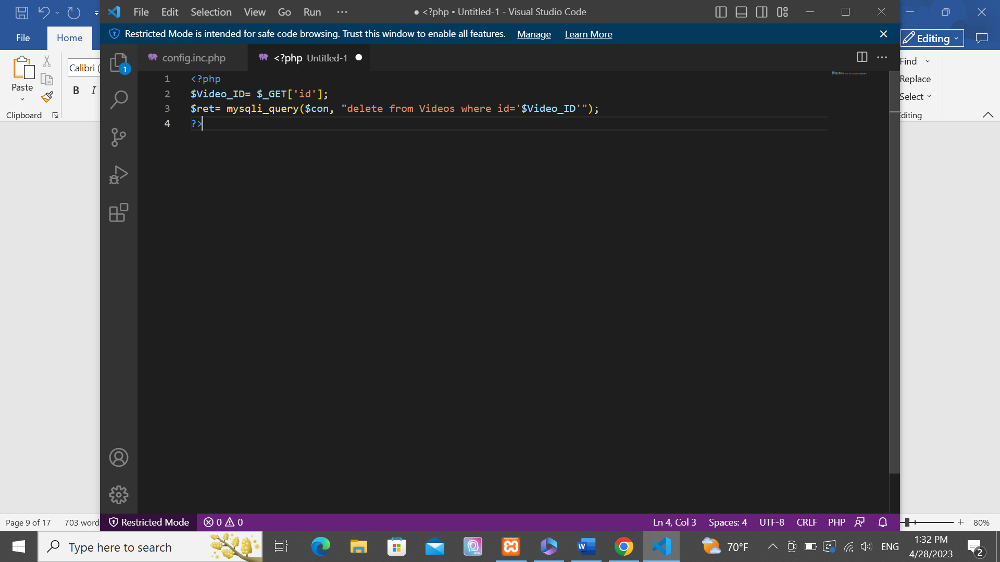 File Edit Selection View Go Run ···
● <?php • Untitled-1 - Visual Studio Code
File Home
Editing
Restricted Mode is intended for safe code browsing. Trust this window to enable all features. Manage Learn More
config.inc.php
<?php Untitled-1
1
Calibri (
Paste
B I
Clipboard
Find
Replace
Select
diting
1 <?php
2 $Video_ID= $_GET['id'];
3 $ret= mysqli_query($con, "delete from Videos where id='$Video_ID'");
4 ?>
Page 9 of 17 703 word
Restricted Mode 0 0
Ln 4, Col 3 Spaces: 4 UTF-8 CRLF PHP
80%
Type here to search
W
70°F
ENG
1:32 PM
4/28/2023
2